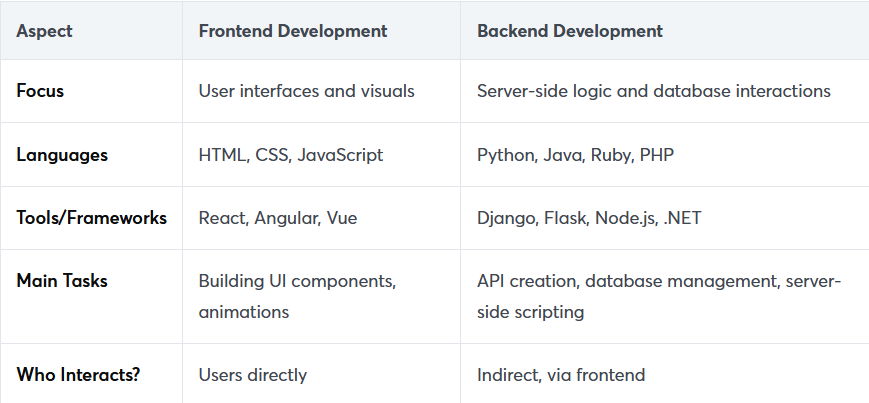 Aspect Frontend Development Backend Development
Focus User interfaces and visuals Server-side logic and database interactions
Languages HTML, CSS, JavaScript Python, Java, Ruby, PHP
Tools/Frameworks React, Angular, Vue Django, Flask, Node.js, .NET
Main Tasks Building UI components, API creation, database management, server-
animations side scripting
Who Interacts? Users directly Indirect, via frontend